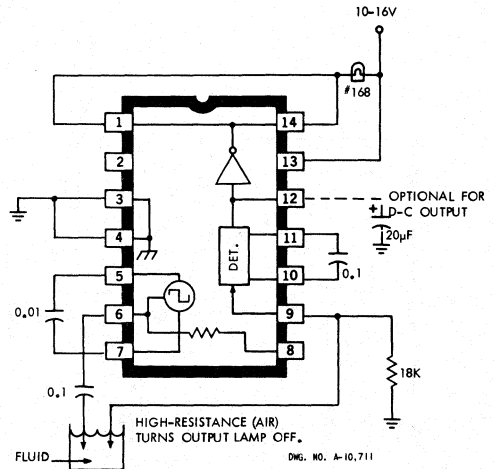 10-16V
#168
1
14
2
13
3
12
OPTIONAL FOR
D-C OUTPUT
+
20µF
4
11
DET.
0.1
5
10
0.01
6
9
7
8
18K
0.1
HIGH-RESISTANCE (AIR)
TURNS OUTPUT LAMP OFF.
FLUID
DWG. NO. A-10,711